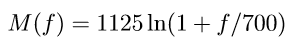 M(f) = 1125 ln(1 + f/700)